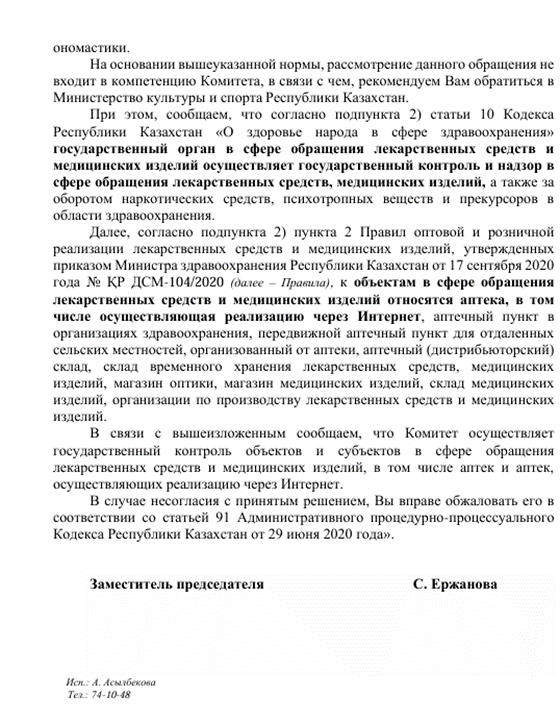 ономастики.
На основании вышеуказанной нормы, рассмотрение данного обращения не
входит в компетенцию Комитета, в связи с чем, рекомендуем Вам обратиться в
Министерство культуры и спорта Республики Казахстан.
При этом, сообщаем, что согласно подпункта 2) статьи 10 Кодекса
Республики Казахстан «О здоровье народа в сфере здравоохранения»
государственный орган в сфере обращения лекарственных средств и
медицинских изделий осуществляет государственный контроль и надзор в
сфере обращения лекарственных средств, медицинских изделий, а также за
оборотом наркотических средств, психотропных веществ и прекурсоров в
области здравоохранения.
Далее, согласно подпункта 2) пункта 2 Правил оптовой и розничной
реализации лекарственных средств и медицинских изделий, утвержденных
приказом Министра здравоохранения Республики Казахстан от 17 сентября 2020
года № ҚР ДСМ-104/2020 (далее – Правила), к объектам в сфере обращения
лекарственных средств и медицинских изделий относятся аптека, в том
числе осуществляющая реализацию через Интернет, аптечный пункт в
организациях здравоохранения, передвижной аптечный пункт для отдаленных
сельских местностей, организованный от аптеки, аптечный (дистрибьюторский)
склад, склад временного хранения лекарственных средств, медицинских
изделий, магазин оптики, магазин медицинских изделий, склад медицинских
изделий, организации по производству лекарственных средств и медицинских
изделий.
В связи с вышеизложенным сообщаем, что Комитет осуществляет
государственный контроль объектов и субъектов в сфере обращения
лекарственных средств и медицинских изделий, в том числе аптек и аптек,
осуществляющих реализацию через Интернет.
В случае несогласия с принятым решением, Вы вправе обжаловать его в
соответствии со статьей 91 Административного процедурно-процессуального
Кодекса Республики Казахстан от 29 июня 2020 года».
Заместитель председателя С. Ержанова
Исп.: А. Асылбекова
Тел.: 74-10-48